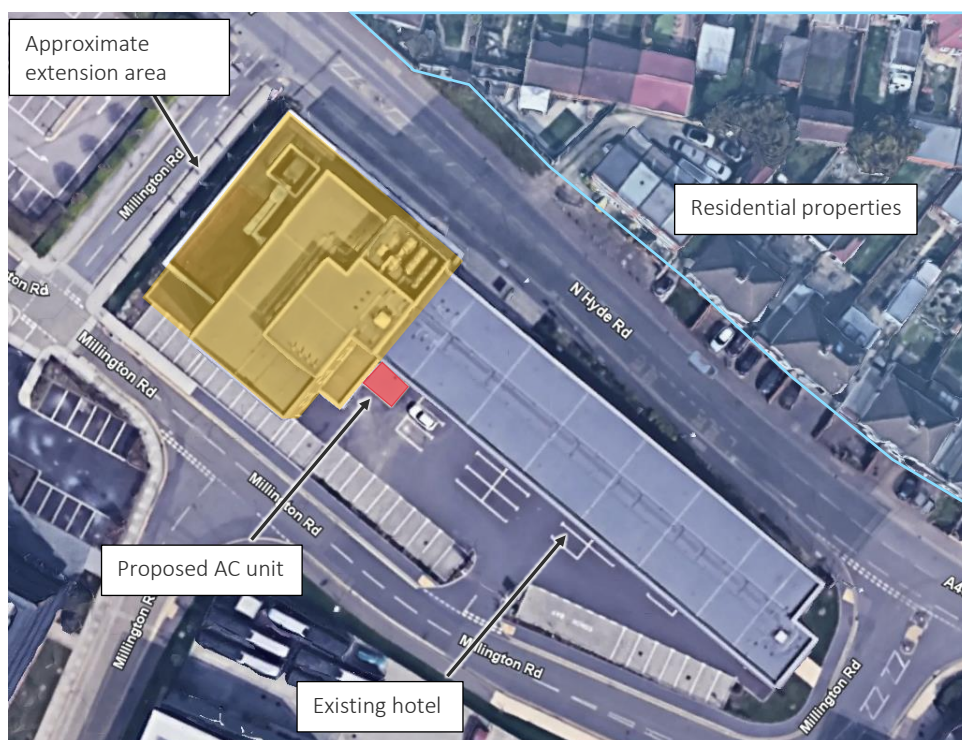 Approximate
extension area
Millington Rd
Residential properties
ton Rd
N Hyde Rd
Millington Rd
Millington Rd
Proposed AC unit
A4
Millington R
Millington Rd
Existing hotel
Millington Rd